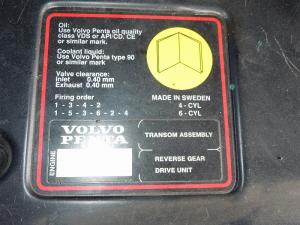 Oil:
Use Volvo Penta oil quality
class VDS or API/CD, CE
or similar mark.
Coolant liquid:
Use Volvo Penta type 90
or similar mark
Valve clearance:
Inlet 0.40 mm
Exhaust 0.40 mm
Firing order
1 - 3 - 4 - 2
1 - 5 - 3 - 6 - 2 - 4
MADE IN SWEDEN
4 - CYL
6 - CYL
VOLVO
PENTA
ENGINE
TRANSOM ASSEMBLY
REVERSE GEAR
DRIVE UNIT